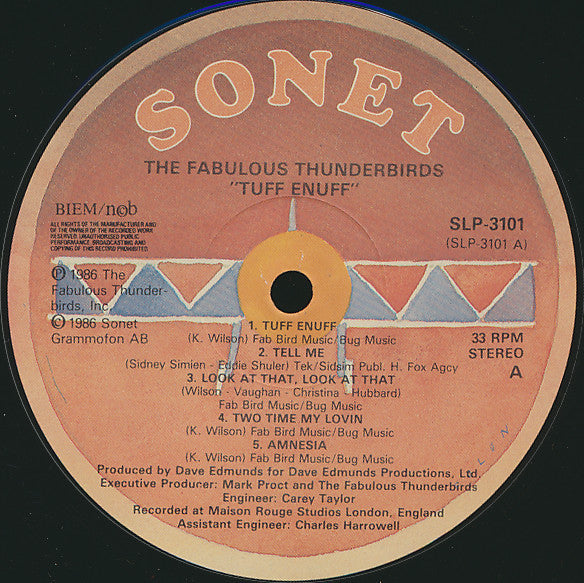 SONET
THE FABULOUS THUNDERBIRDS
"TUFF ENUFF"
BIEM/ncb
ALL RIGHTS OF THE MANUFACTURER AND
OF THE OWNER OF THE RECORDED WORK
RESERVED UNAUTHORISED PUBLIC
PERFORMANCE, BROADCASTING AND
COPYING OF THIS RECORD PROHIBITED
SLP-3101
(SLP-3101 A)
℗ 1986 The
Fabulous Thunder-
birds, Inc.
© 1986 Sonet
Grammofon AB
33 RPM
STEREO
A
1. TUFF ENUFF
(K. Wilson) Fab Bird Music/Bug Music
2. TELL ME
(Sidney Simien - Eddie Shuler) Tek/Sidsim Publ. H. Fox Agcy
3. LOOK AT THAT, LOOK AT THAT
(Wilson - Vaughan - Christina - Hubbard)
Fab Bird Music/Bug Music
4. TWO TIME MY LOVIN
(K. Wilson) Fab Bird Music/Bug Music
5. AMNESIA
(K. Wilson) Fab Bird Music/Bug Music
Produced by Dave Edmunds for Dave Edmunds Productions, Ltd.
Executive Producer: Mark Proct and The Fabulous Thunderbirds
Engineer: Carey Taylor
Recorded at Maison Rouge Studios London, England
Assistant Engineer: Charles Harrowell